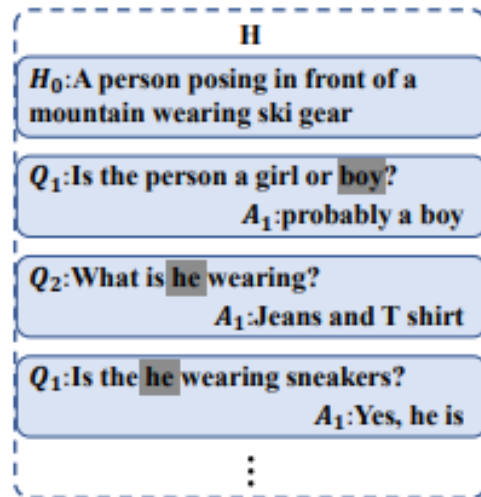 H
H₀:A person posing in front of a
mountain wearing ski gear
Q₁:Is the person a girl or boy?
A₁:probably a boy
Q₂:What is he wearing?
A₁:Jeans and T shirt
Q₁:Is the he wearing sneakers?
A₁:Yes, he is
⋮